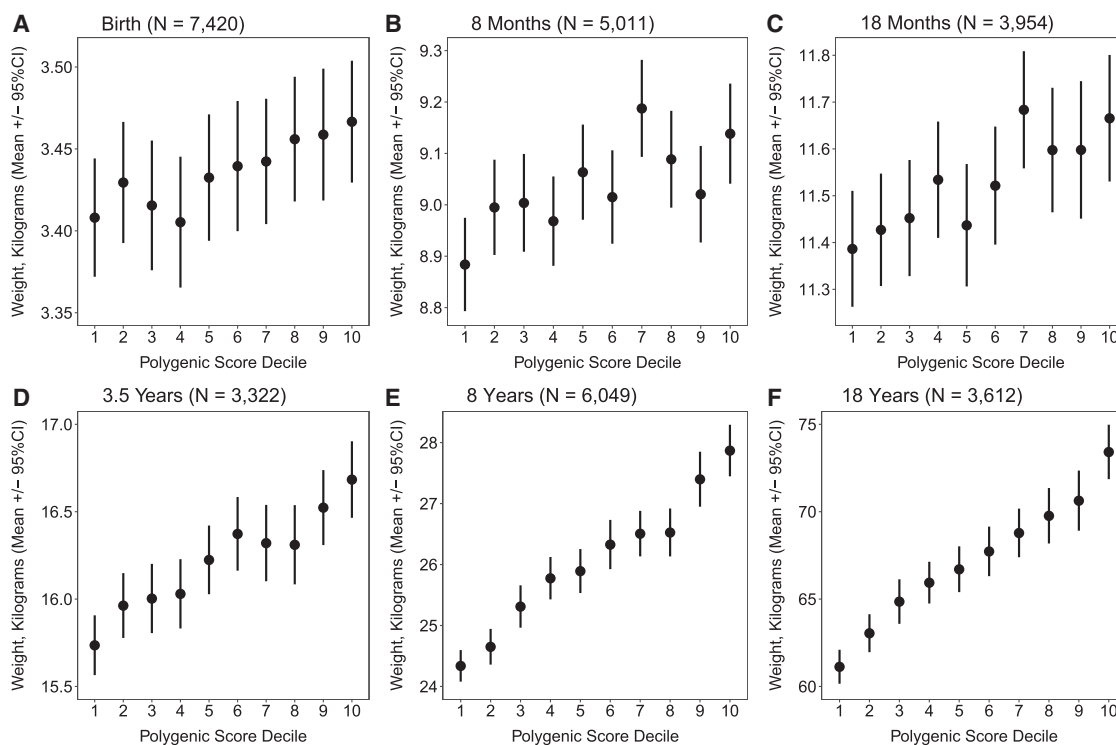 A Birth (N = 7,420)
Weight, Kilograms (Mean +/− 95%CI)
3.50
3.45
3.40
3.35
1 2 3 4 5 6 7 8 9 10
Polygenic Score Decile
B 8 Months (N = 5,011)
Weight, Kilograms (Mean +/− 95%CI)
9.3
9.2
9.1
9.0
8.9
8.8
1 2 3 4 5 6 7 8 9 10
Polygenic Score Decile
C 18 Months (N = 3,954)
Weight, Kilograms (Mean +/− 95%CI)
11.8
11.7
11.6
11.5
11.4
11.3
1 2 3 4 5 6 7 8 9 10
Polygenic Score Decile
D 3.5 Years (N = 3,322)
Weight, Kilograms (Mean +/− 95%CI)
17.0
16.5
16.0
15.5
1 2 3 4 5 6 7 8 9 10
Polygenic Score Decile
E 8 Years (N = 6,049)
Weight, Kilograms (Mean +/− 95%CI)
28
27
26
25
24
1 2 3 4 5 6 7 8 9 10
Polygenic Score Decile
F 18 Years (N = 3,612)
Weight, Kilograms (Mean +/− 95%CI)
75
70
65
60
1 2 3 4 5 6 7 8 9 10
Polygenic Score Decile